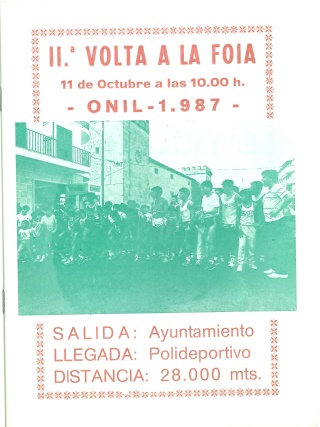 II.ª VOLTA A LA FOIA
11 de Octubre a las 10.00 h.
- ONIL-1.987 -
SALIDA: Ayuntamiento
LLEGADA: Polideportivo
DISTANCIA: 28.000 mts.